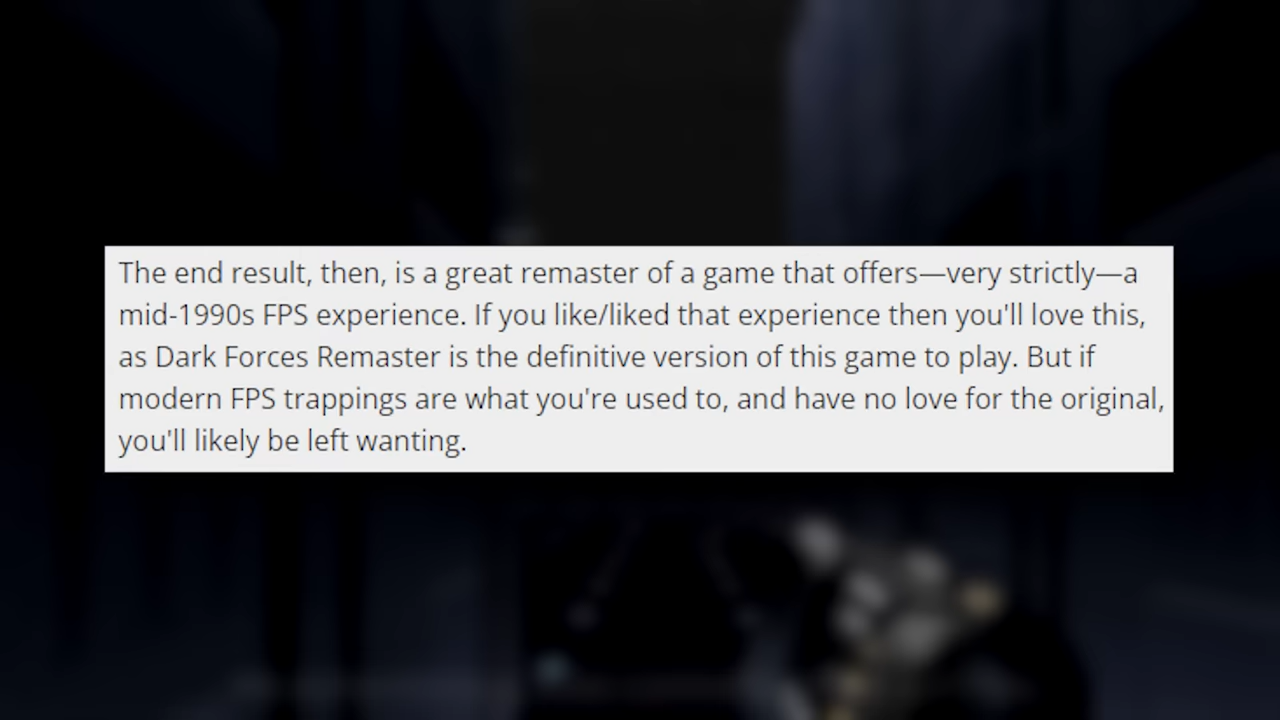 The end result, then, is a great remaster of a game that offers—very strictly—a
mid-1990s FPS experience. If you like/liked that experience then you'll love this,
as Dark Forces Remaster is the definitive version of this game to play. But if
modern FPS trappings are what you're used to, and have no love for the original,
you'll likely be left wanting.